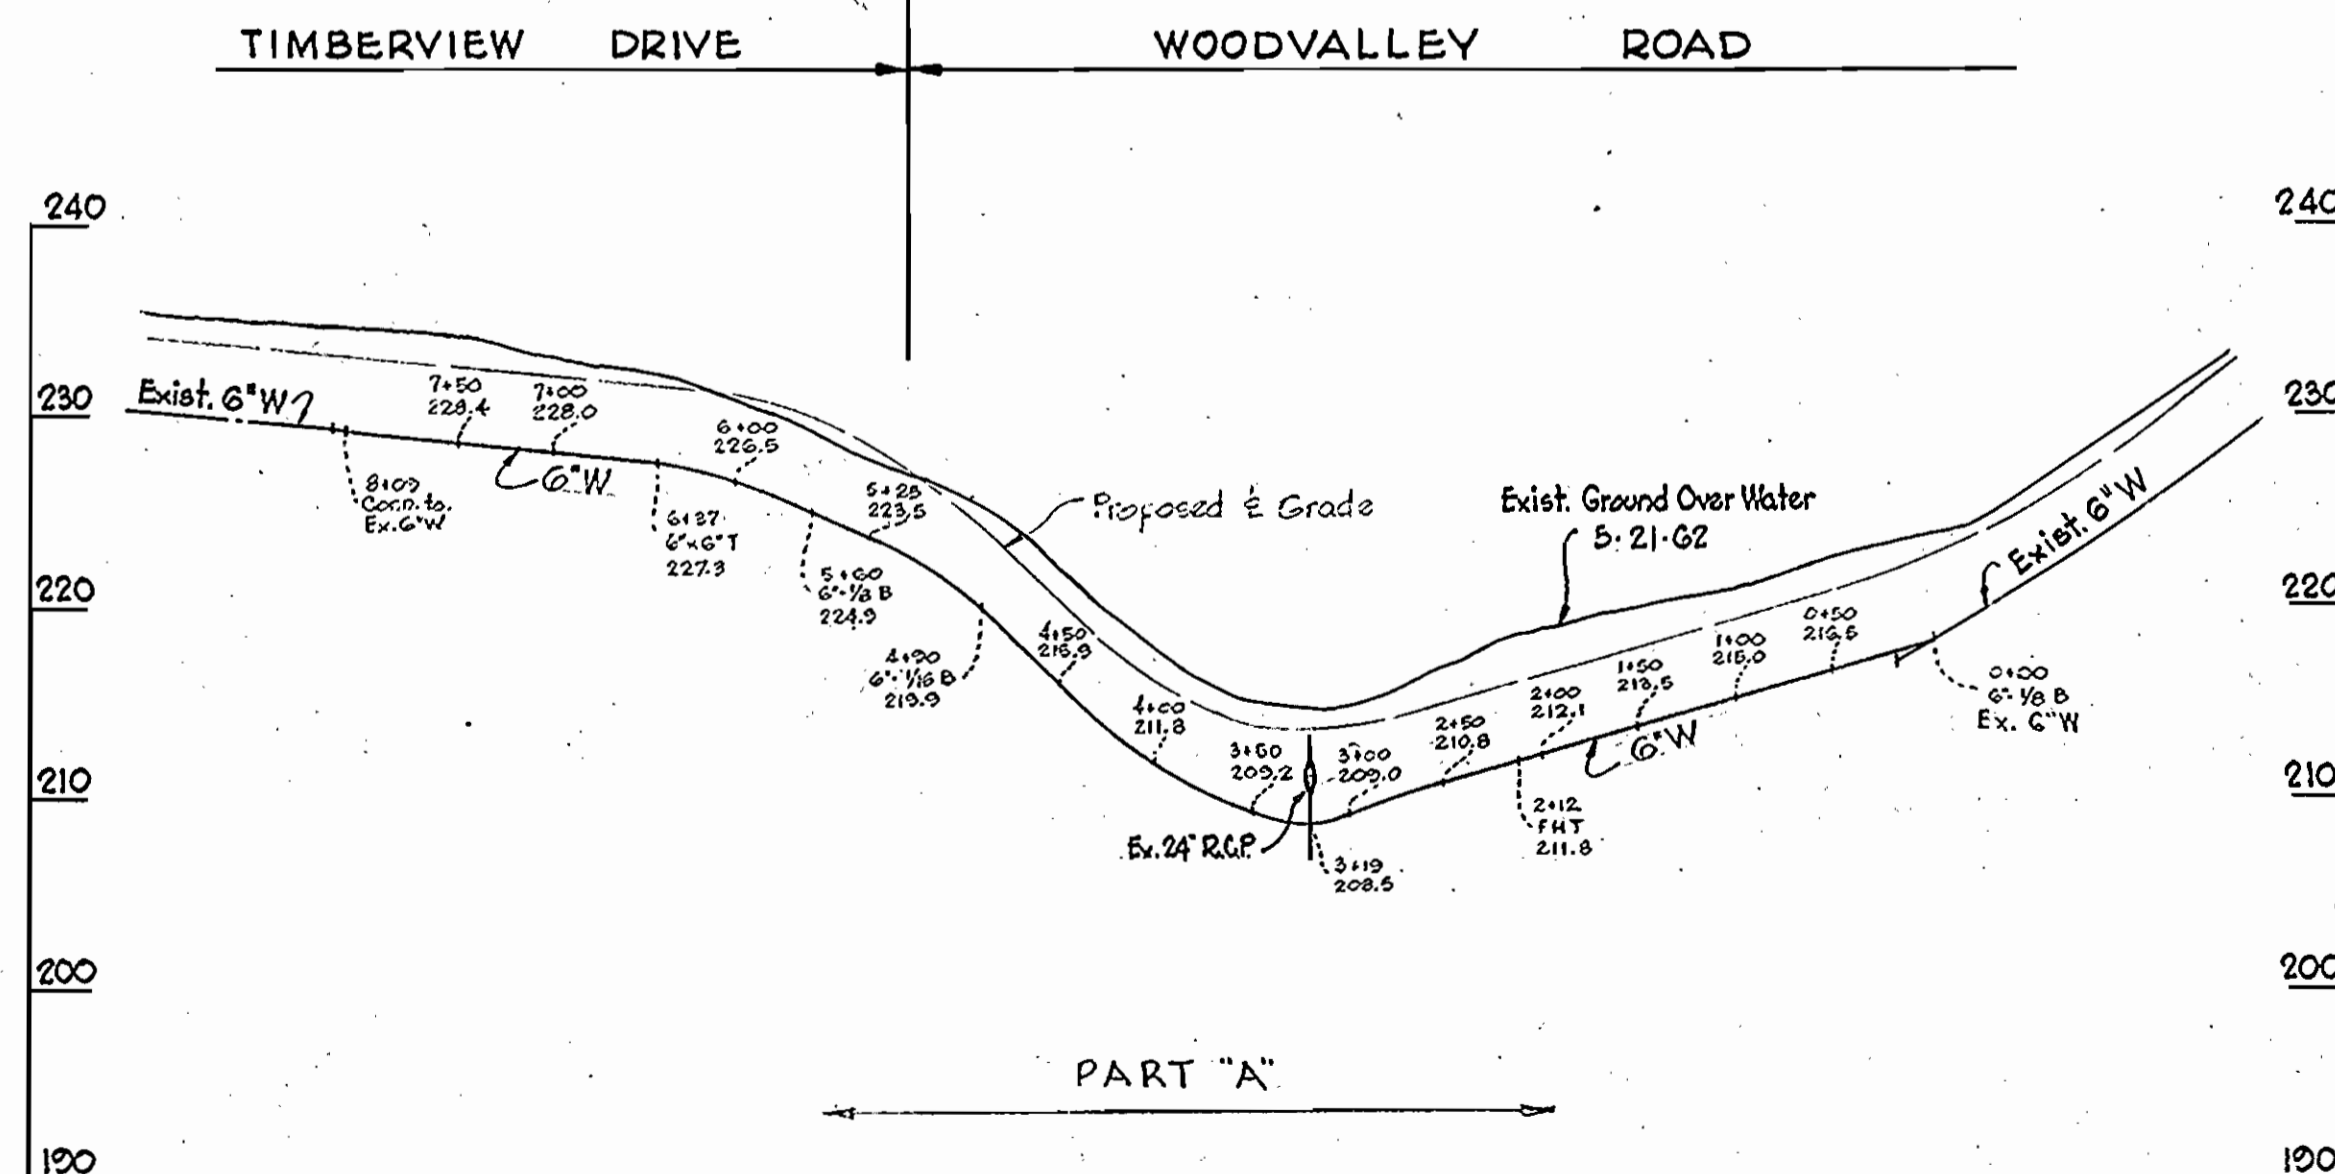 TIMBERVIEW DRIVE
WOODVALLEY ROAD
240
240
230
230
220
220
210
210
200
200
190
190
Exist. 6"W
7+50
228.4
7+00
228.0
6+00
226.5
8+09
Conn. to.
Ex. 6"W
6"W
6+37
6"x6" T
227.3
5+25
223.5
5+60
6"-1/8 B
224.9
Proposed ℄ Grade
Exist. Ground Over Water
5·21·62
Exist. 6"W
4+90
6"-1/16 B
219.9
4+50
215.9
4+00
211.8
3+50
209.2
3+00
209.0
2+50
210.8
2+00
212.1
1+50
213.5
1+00
215.0
0+50
216.5
0+00
6"-1/8 B
Ex. 6"W
6"W
2+12
FHT
211.8
Ex. 24" R.C.P.
3+19
208.5
PART "A"